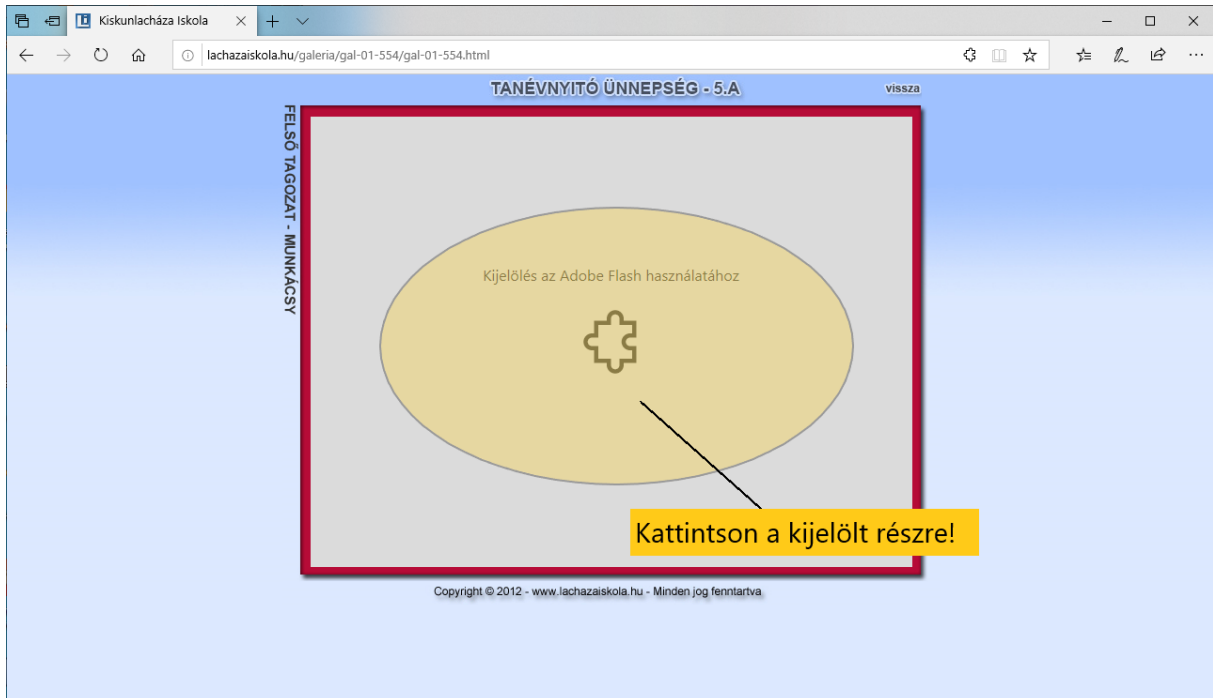 Kiskunlacháza Iskola
lachazaiskola.hu/galeria/gal-01-554/gal-01-554.html
TANÉVNYITÓ ÜNNEPSÉG - 5.A
vissza
FELSŐ TAGOZAT - MUNKÁCSY
Kijelölés az Adobe Flash használatához
Kattintson a kijelölt részre!
Copyright © 2012 - www.lachazaiskola.hu - Minden jog fenntartva